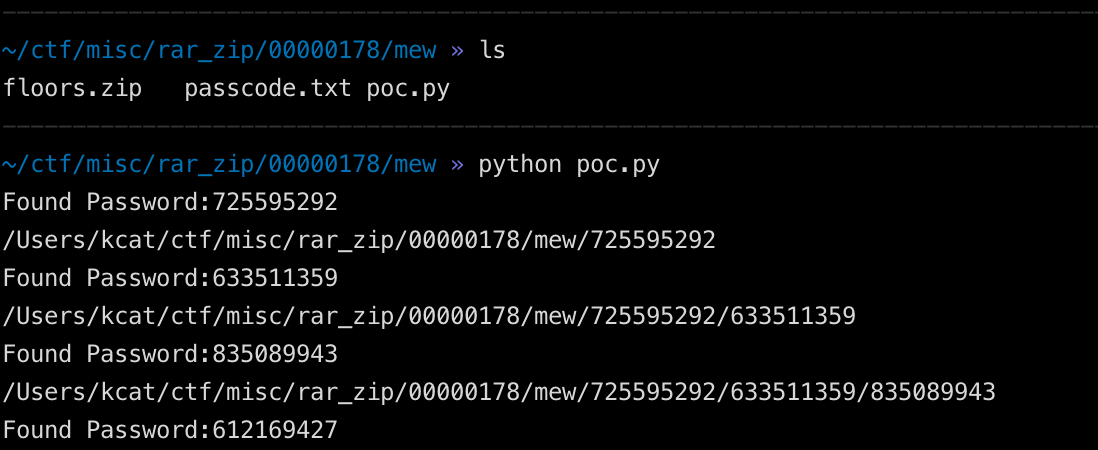 ~/ctf/misc/rar_zip/00000178/mew » ls
floors.zip   passcode.txt poc.py
~/ctf/misc/rar_zip/00000178/mew » python poc.py
Found Password:725595292
/Users/kcat/ctf/misc/rar_zip/00000178/mew/725595292
Found Password:633511359
/Users/kcat/ctf/misc/rar_zip/00000178/mew/725595292/633511359
Found Password:835089943
/Users/kcat/ctf/misc/rar_zip/00000178/mew/725595292/633511359/835089943
Found Password:612169427